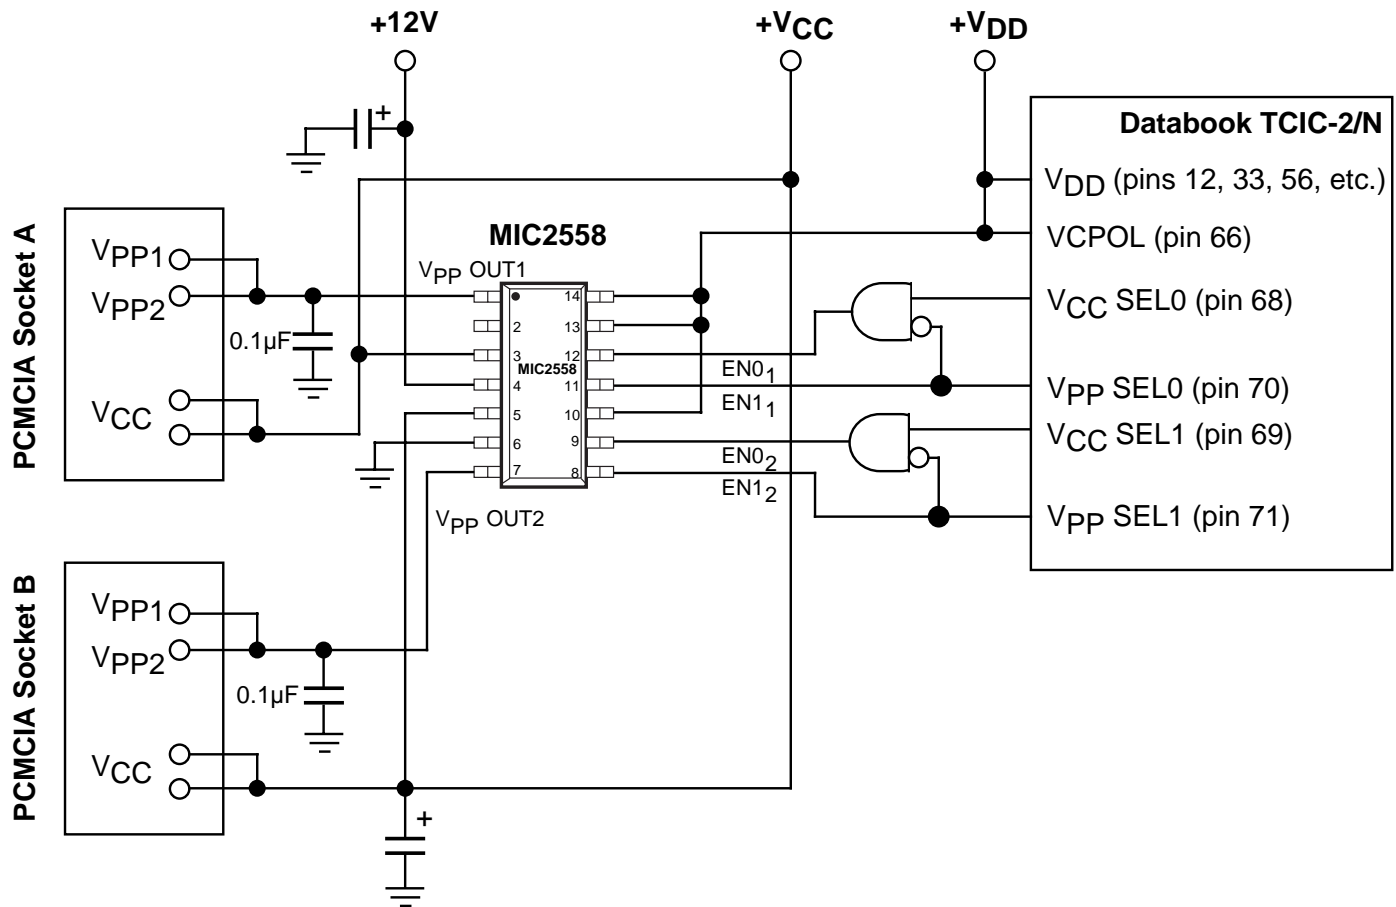 +12V
+VCC
+VDD
+
Databook TCIC-2/N
VDD (pins 12, 33, 56, etc.)
VCPOL (pin 66)
VCC SEL0 (pin 68)
VPP SEL0 (pin 70)
VCC SEL1 (pin 69)
VPP SEL1 (pin 71)
PCMCIA Socket A
VPP1
VPP2
VCC
0.1µF
MIC2558
VPP OUT1
14
2
13
3
12
MIC2558
4
11
5
10
6
9
7
8
EN01
EN11
EN02
EN12
VPP OUT2
PCMCIA Socket B
VPP1
VPP2
VCC
0.1µF
+